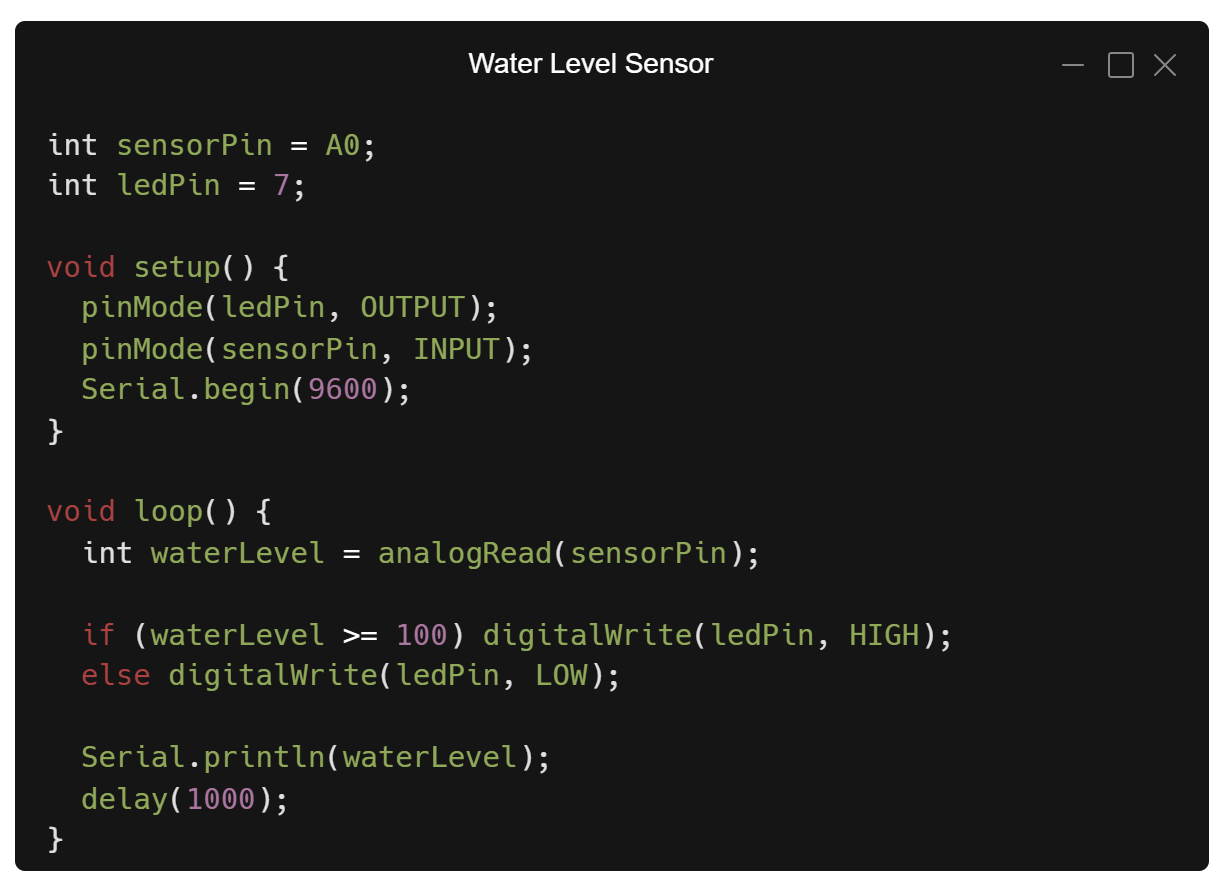 Water Level Sensor
int sensorPin = A0;
int ledPin = 7;
void setup() {
  pinMode(ledPin, OUTPUT);
  pinMode(sensorPin, INPUT);
  Serial.begin(9600);
}
void loop() {
  int waterLevel = analogRead(sensorPin);
  if (waterLevel >= 100) digitalWrite(ledPin, HIGH);
  else digitalWrite(ledPin, LOW);
  Serial.println(waterLevel);
  delay(1000);
}